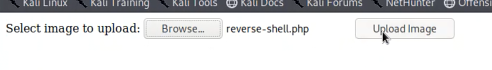 Kali Linux Kali Training Kali Tools Kali Docs Kali Forums NetHunter Offensi
Select image to upload: Browse... reverse-shell.php Upload Image